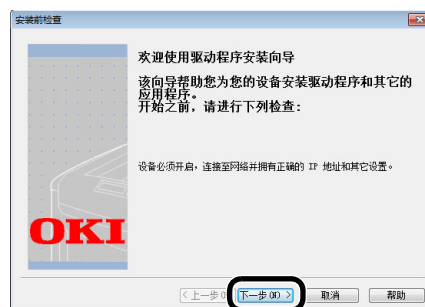 安装前检查
欢迎使用驱动程序安装向导
该向导帮助您为您的设备安装驱动程序和其它的
应用程序。
开始之前，请进行下列检查：
设备必须开启，连接至网络并拥有正确的 IP 地址和其它设置。
OKI
<上一步 下一步(N) > 取消 帮助